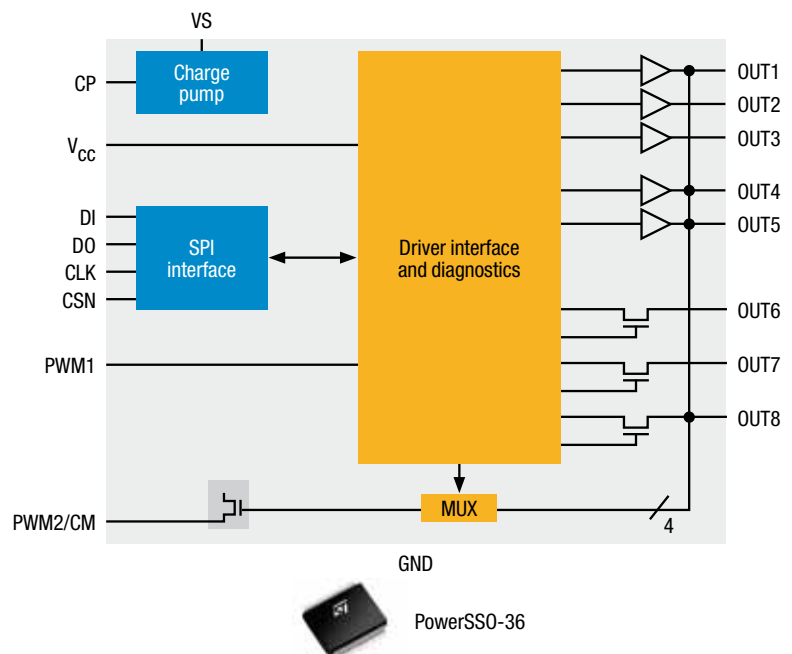 VS
CP
Charge
pump
VCC
DI
DO
CLK
CSN
SPI
interface
PWM1
Driver interface
and diagnostics
OUT1
OUT2
OUT3
OUT4
OUT5
OUT6
OUT7
OUT8
PWM2/CM
MUX
4
GND
ST
PowerSSO-36